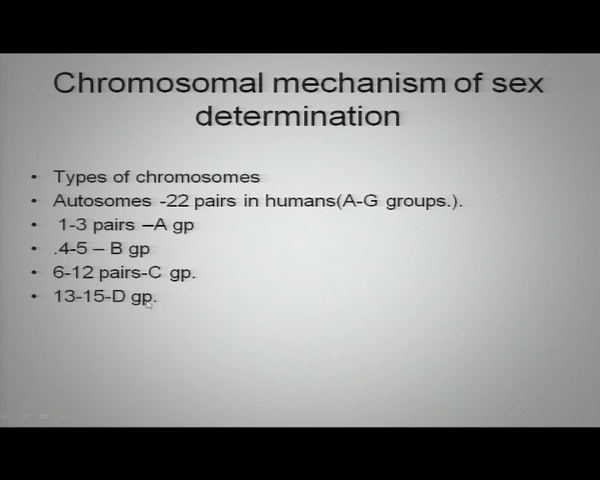 Chromosomal mechanism of sex
determination
• Types of chromosomes
• Autosomes -22 pairs in humans(A-G groups.).
•  1-3 pairs –A gp
• .4-5 – B gp
• 6-12 pairs-C gp.
• 13-15-D gp.